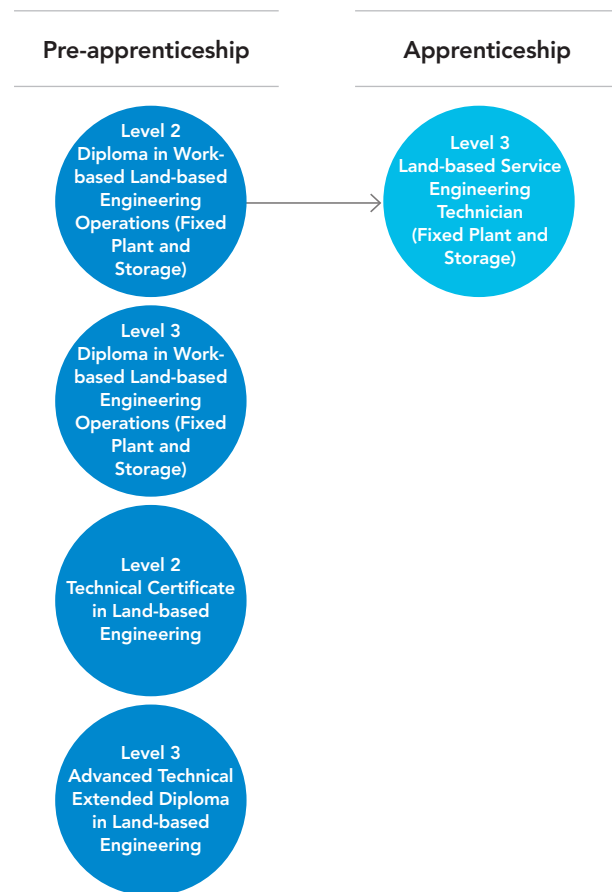 Pre-apprenticeship
Apprenticeship
Level 2
Diploma in Work-
based Land-based
Engineering
Operations (Fixed
Plant and
Storage)
Level 3
Land-based Service
Engineering
Technician
(Fixed Plant and
Storage)
Level 3
Diploma in Work-
based Land-based
Engineering
Operations (Fixed
Plant and
Storage)
Level 2
Technical Certificate
in Land-based
Engineering
Level 3
Advanced Technical
Extended Diploma
in Land-based
Engineering